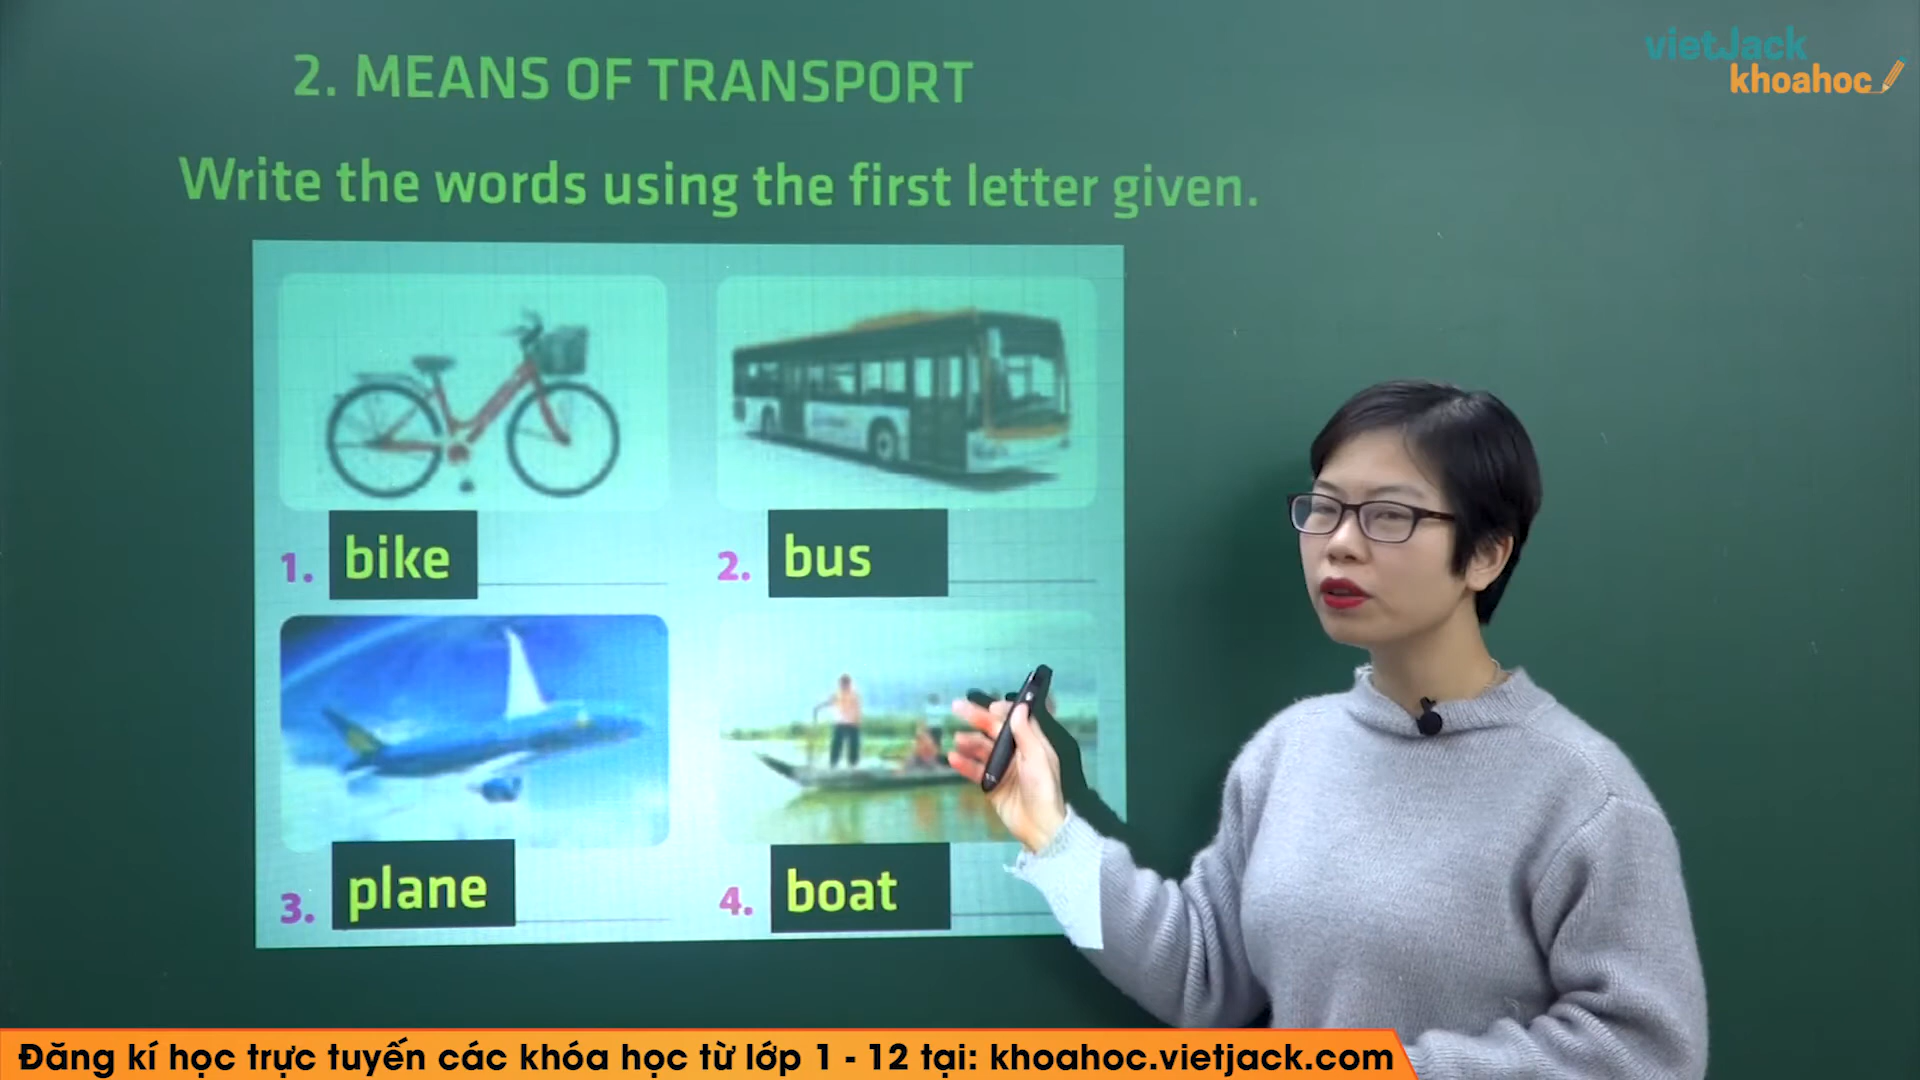 vietJack
khoahoc
2. MEANS OF TRANSPORT
Write the words using the first letter given.
1. bike
2. bus
3. plane
4. boat
Đăng kí học trực tuyến các khóa học từ lớp 1 - 12 tại: khoahoc.vietjack.com